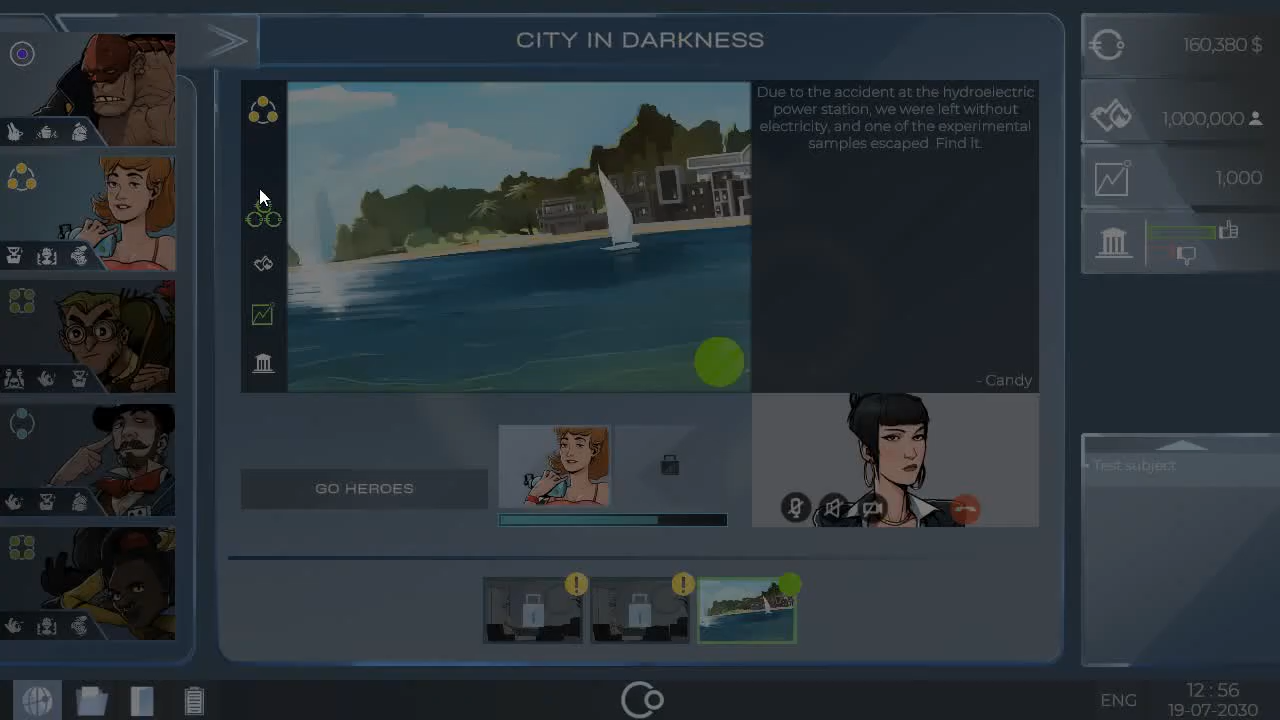 CITY IN DARKNESS
160,380 $
Due to the accident at the hydroelectric
power station, we were left without
electricity, and one of the experimental
samples escaped. Find it.
1,000,000
1,000
- Candy
Test subject
GO HEROES
ENG
12 : 56
19-07-2030